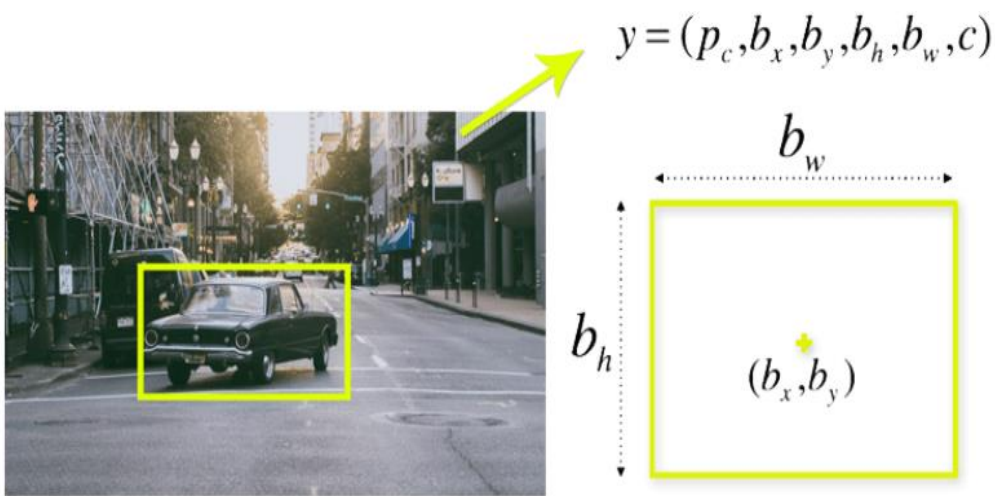 y = (p_c, b_x, b_y, b_h, b_w, c)
b_w
b_h
(b_x, b_y)